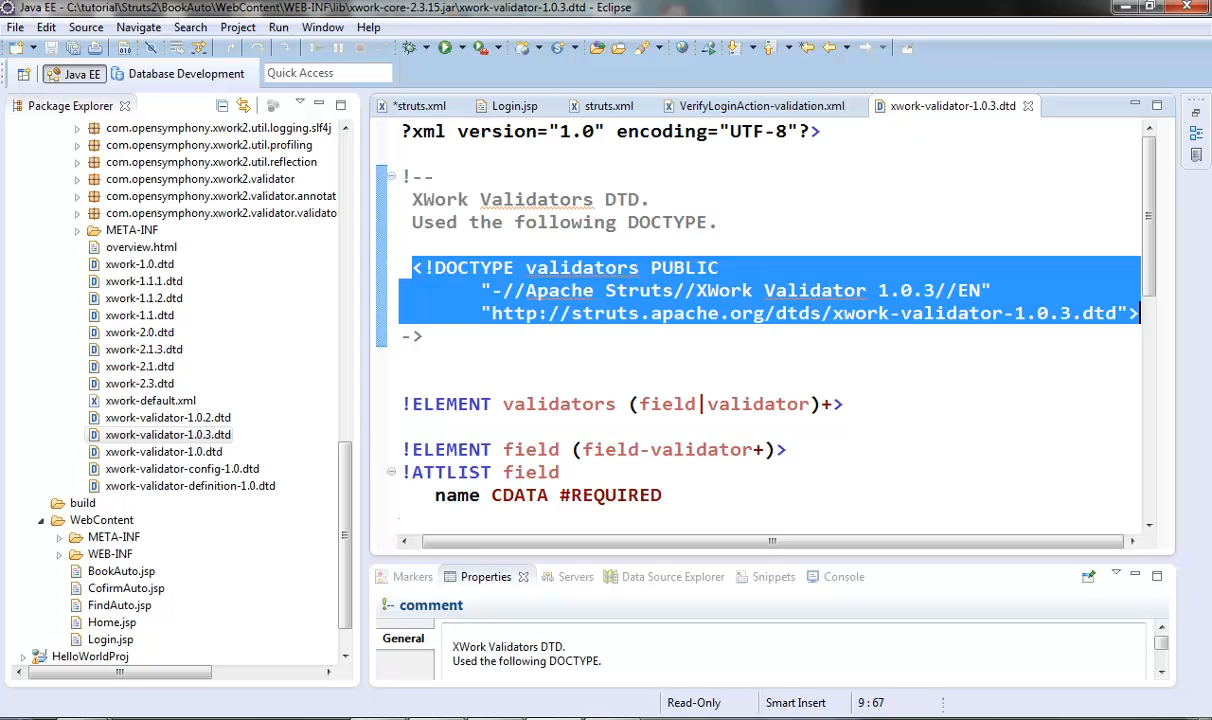 Java EE - C:\tutorial\Struts2\BookAuto\WebContent\WEB-INF\lib\xwork-core-2.3.15.jar\xwork-validator-1.0.3.dtd - Eclipse
File Edit Source Navigate Search Project Run Window Help
Java EE Database Development Quick Access
Package Explorer
com.opensymphony.xwork2.util.logging.slf4j
com.opensymphony.xwork2.util.profiling
com.opensymphony.xwork2.util.reflection
com.opensymphony.xwork2.validator
com.opensymphony.xwork2.validator.annotat
com.opensymphony.xwork2.validator.validato
META-INF
overview.html
xwork-1.0.dtd
xwork-1.1.1.dtd
xwork-1.1.2.dtd
xwork-1.1.dtd
xwork-2.0.dtd
xwork-2.1.3.dtd
xwork-2.1.dtd
xwork-2.3.dtd
xwork-default.xml
xwork-validator-1.0.2.dtd
xwork-validator-1.0.3.dtd
xwork-validator-1.0.dtd
xwork-validator-config-1.0.dtd
xwork-validator-definition-1.0.dtd
build
WebContent
META-INF
WEB-INF
BookAuto.jsp
CofirmAuto.jsp
FindAuto.jsp
Home.jsp
Login.jsp
HelloWorldProj
*struts.xml Login.jsp struts.xml VerifyLoginAction-validation.xml xwork-validator-1.0.3.dtd
?xml version="1.0" encoding="UTF-8"?>
!--
XWork Validators DTD.
Used the following DOCTYPE.
<!DOCTYPE validators PUBLIC
"-//Apache Struts//XWork Validator 1.0.3//EN"
"http://struts.apache.org/dtds/xwork-validator-1.0.3.dtd">
->
!ELEMENT validators (field|validator)+>
!ELEMENT field (field-validator+)>
!ATTLIST field
name CDATA #REQUIRED
Markers Properties Servers Data Source Explorer Snippets Console
!-- comment
General
XWork Validators DTD.
Used the following DOCTYPE.
Read-Only Smart Insert 9 : 67